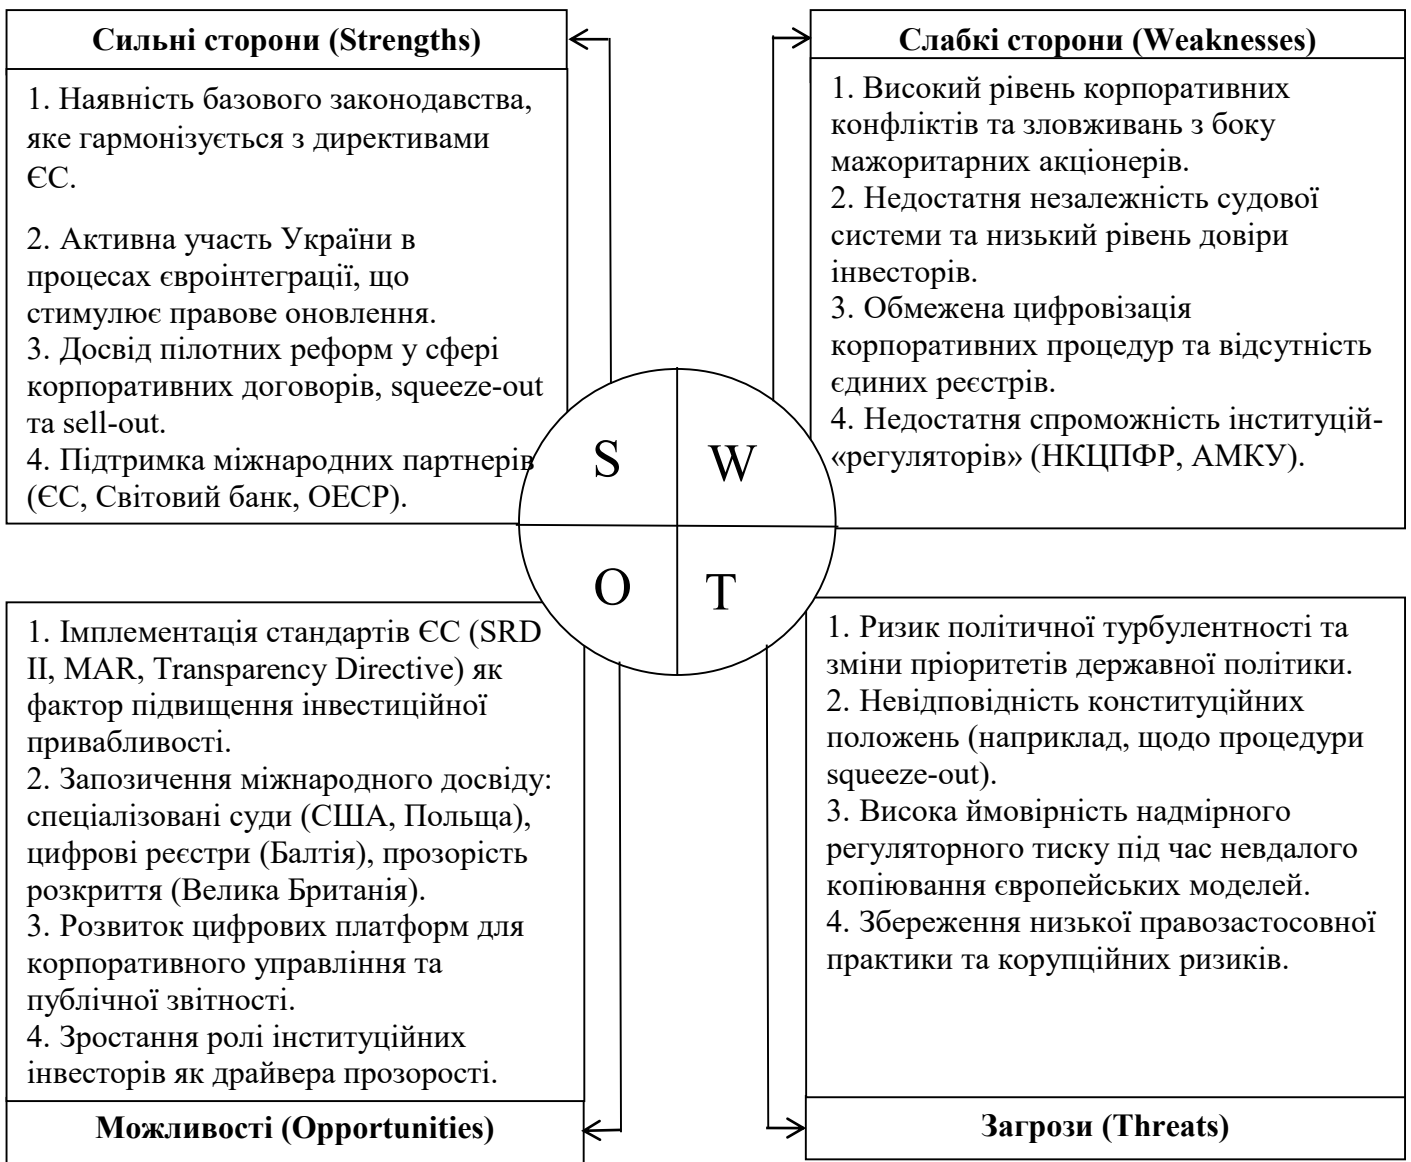 Сильні сторони (Strengths)
1. Наявність базового законодавства,
яке гармонізується з директивами
ЄС.
2. Активна участь України в
процесах євроінтеграції, що
стимулює правове оновлення.
3. Досвід пілотних реформ у сфері
корпоративних договорів, squeeze-out
та sell-out.
4. Підтримка міжнародних партнерів
(ЄС, Світовий банк, ОЕСР).
Слабкі сторони (Weaknesses)
1. Високий рівень корпоративних
конфліктів та зловживань з боку
мажоритарних акціонерів.
2. Недостатня незалежність судової
системи та низький рівень довіри
інвесторів.
3. Обмежена цифровізація
корпоративних процедур та відсутність
єдиних реєстрів.
4. Недостатня спроможність інституцій-
«регуляторів» (НКЦПФР, АМКУ).
S
W
O
T
1. Імплементація стандартів ЄС (SRD
II, MAR, Transparency Directive) як
фактор підвищення інвестиційної
привабливості.
2. Запозичення міжнародного досвіду:
спеціалізовані суди (США, Польща),
цифрові реєстри (Балтія), прозорість
розкриття (Велика Британія).
3. Розвиток цифрових платформ для
корпоративного управління та
публічної звітності.
4. Зростання ролі інституційних
інвесторів як драйвера прозорості.
Можливості (Opportunities)
1. Ризик політичної турбулентності та
зміни пріоритетів державної політики.
2. Невідповідність конституційних
положень (наприклад, щодо процедури
squeeze-out).
3. Висока ймовірність надмірного
регуляторного тиску під час невдалого
копіювання європейських моделей.
4. Збереження низької правозастосовної
практики та корупційних ризиків.
Загрози (Threats)